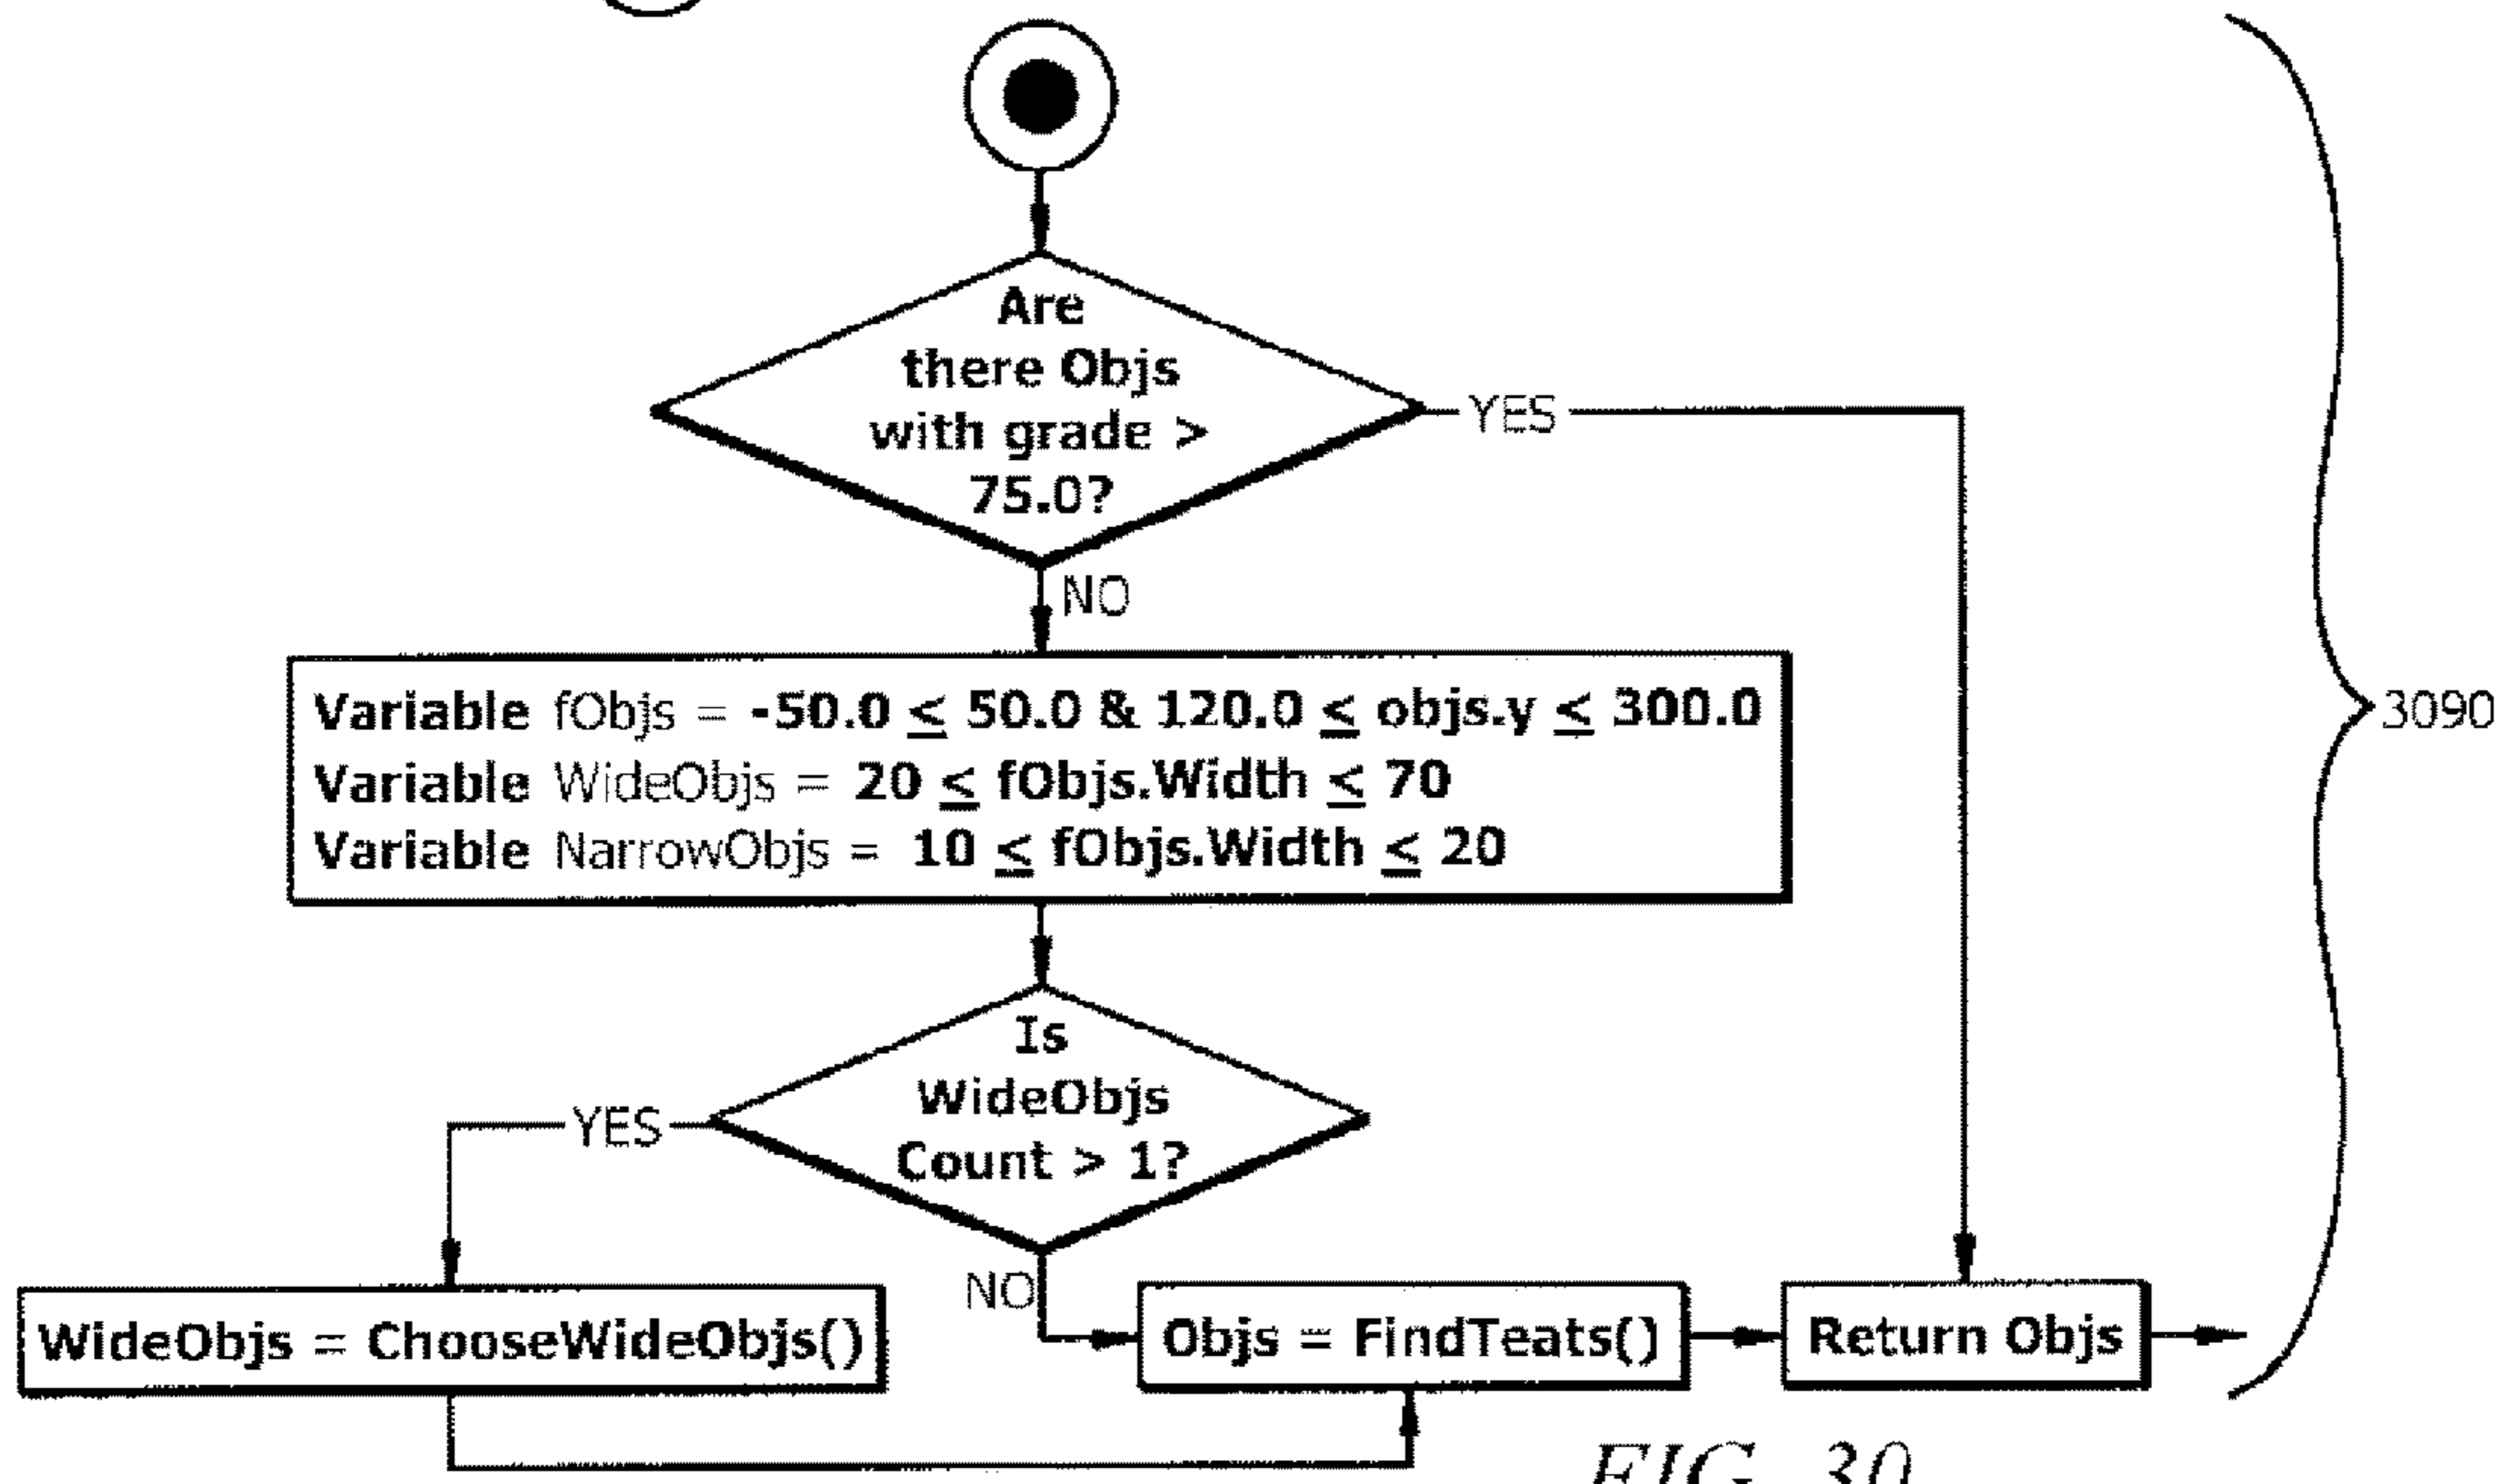 Are
there Objs
with grade >
75.0?
YES
NO
Variable fObjs = -50.0 ≤ 50.0 & 120.0 ≤ objs.y ≤ 300.0
Variable WideObjs = 20 ≤ fObjs.Width ≤ 70
Variable NarrowObjs = 10 ≤ fObjs.Width ≤ 20
3090
Is
WideObjs
Count > 1?
YES
NO
WideObjs = ChooseWideObjs()
Objs = FindTeats()
Return Objs
FIG. 30